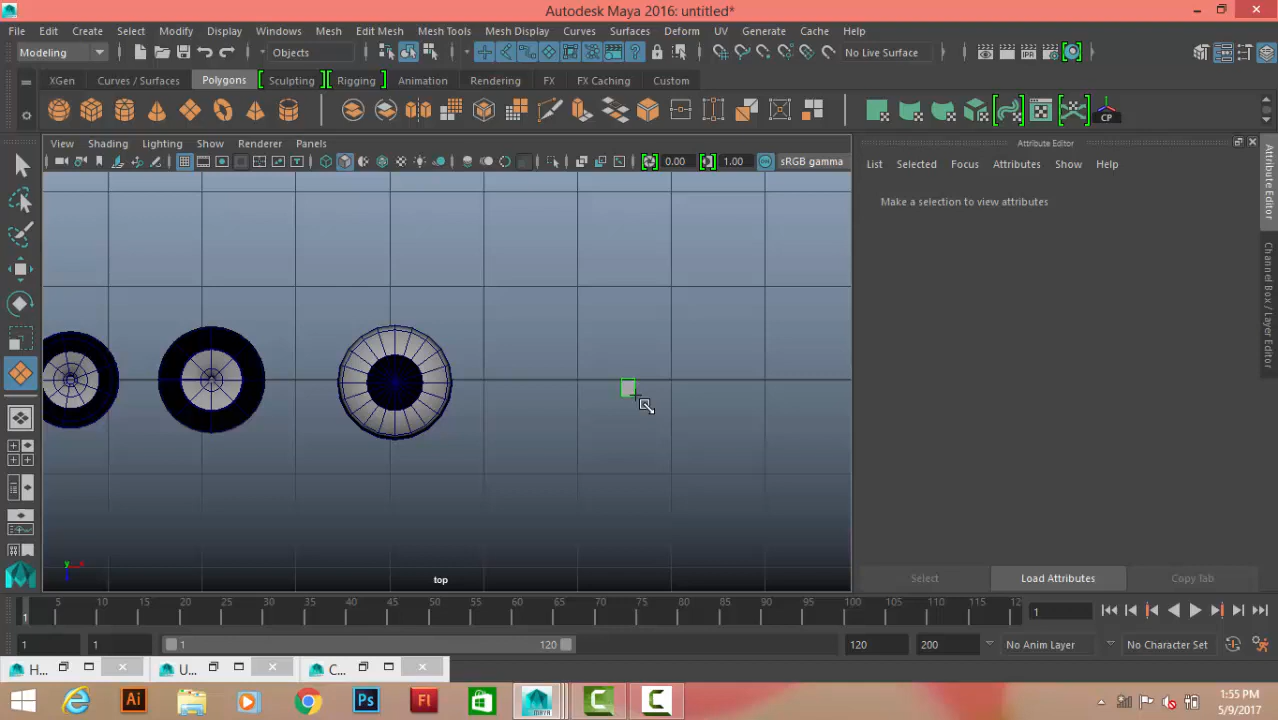 Autodesk Maya 2016: untitled*
File Edit Create Select Modify Display Windows Mesh Edit Mesh Mesh Tools Mesh Display Curves Surfaces Deform UV Generate Cache Help
Modeling Objects No Live Surface
XGen Curves / Surfaces Polygons Sculpting Rigging Animation Rendering FX FX Caching Custom
CP
View Shading Lighting Show Renderer Panels
0.00 1.00 sRGB gamma
Attribute Editor
List Selected Focus Attributes Show Help
Make a selection to view attributes
Attribute Editor
Channel Box / Layer Editor
top
Select Load Attributes Copy Tab
5 10 15 20 25 30 35 40 45 50 55 60 65 70 75 80 85 90 95 100 105 110 115 12
1
1
1 1 1 120 120 200 No Anim Layer No Character Set
H... U... C...
Ai Ps Fl
1:55 PM
5/9/2017